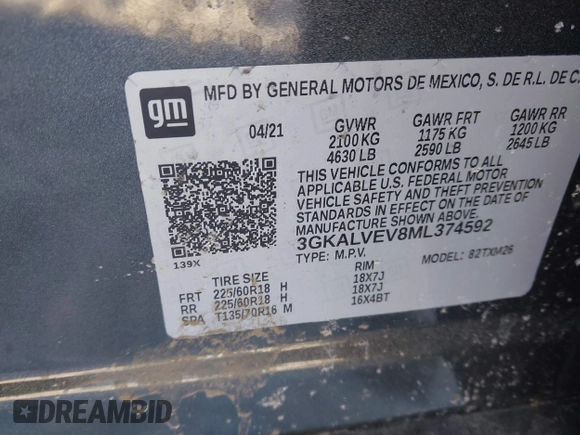 gm
MFD BY GENERAL MOTORS DE MEXICO, S. DE R.L. DE C.
04/21 GVWR GAWR FRT GAWR RR
2100 KG 1175 KG 1200 KG
4630 LB 2590 LB 2645 LB
THIS VEHICLE CONFORMS TO ALL
APPLICABLE U.S. FEDERAL MOTOR
VEHICLE SAFETY AND THEFT PREVENTION
STANDARDS IN EFFECT ON THE DATE OF
MANUFACTURE SHOWN ABOVE.
3GKALVEV8ML374592
139X TYPE: M.P.V. MODEL: 82TXM26
TIRE SIZE RIM
FRT 225/60R18 H 18X7J
RR 225/60R18 H 18X7J
SPA T135/70R16 M 16X4BT
DREAMBID